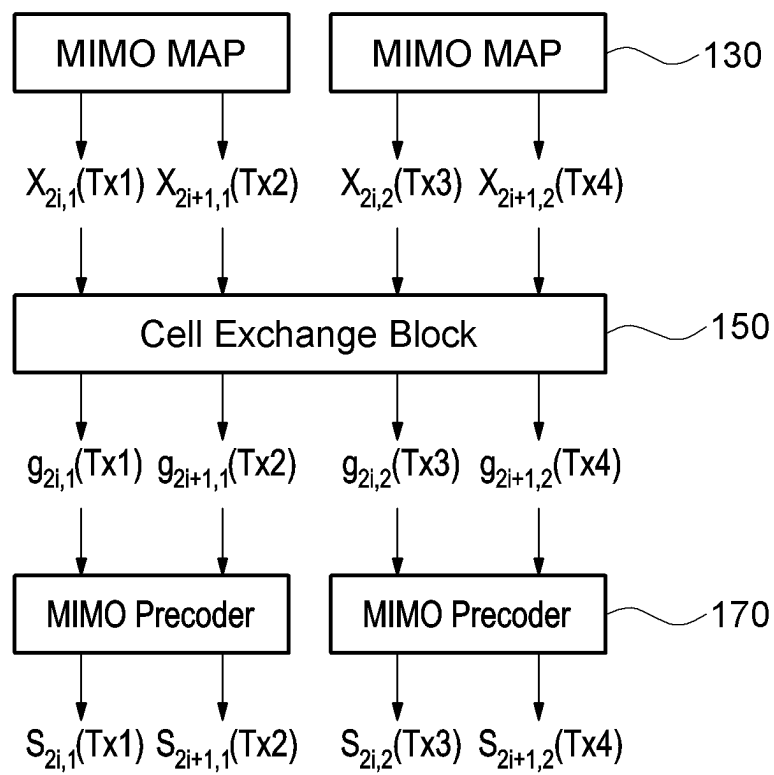 MIMO MAP MIMO MAP 130
X2i,1(Tx1) X2i+1,1(Tx2) X2i,2(Tx3) X2i+1,2(Tx4)
Cell Exchange Block 150
g2i,1(Tx1) g2i+1,1(Tx2) g2i,2(Tx3) g2i+1,2(Tx4)
MIMO Precoder MIMO Precoder 170
S2i,1(Tx1) S2i+1,1(Tx2) S2i,2(Tx3) S2i+1,2(Tx4)